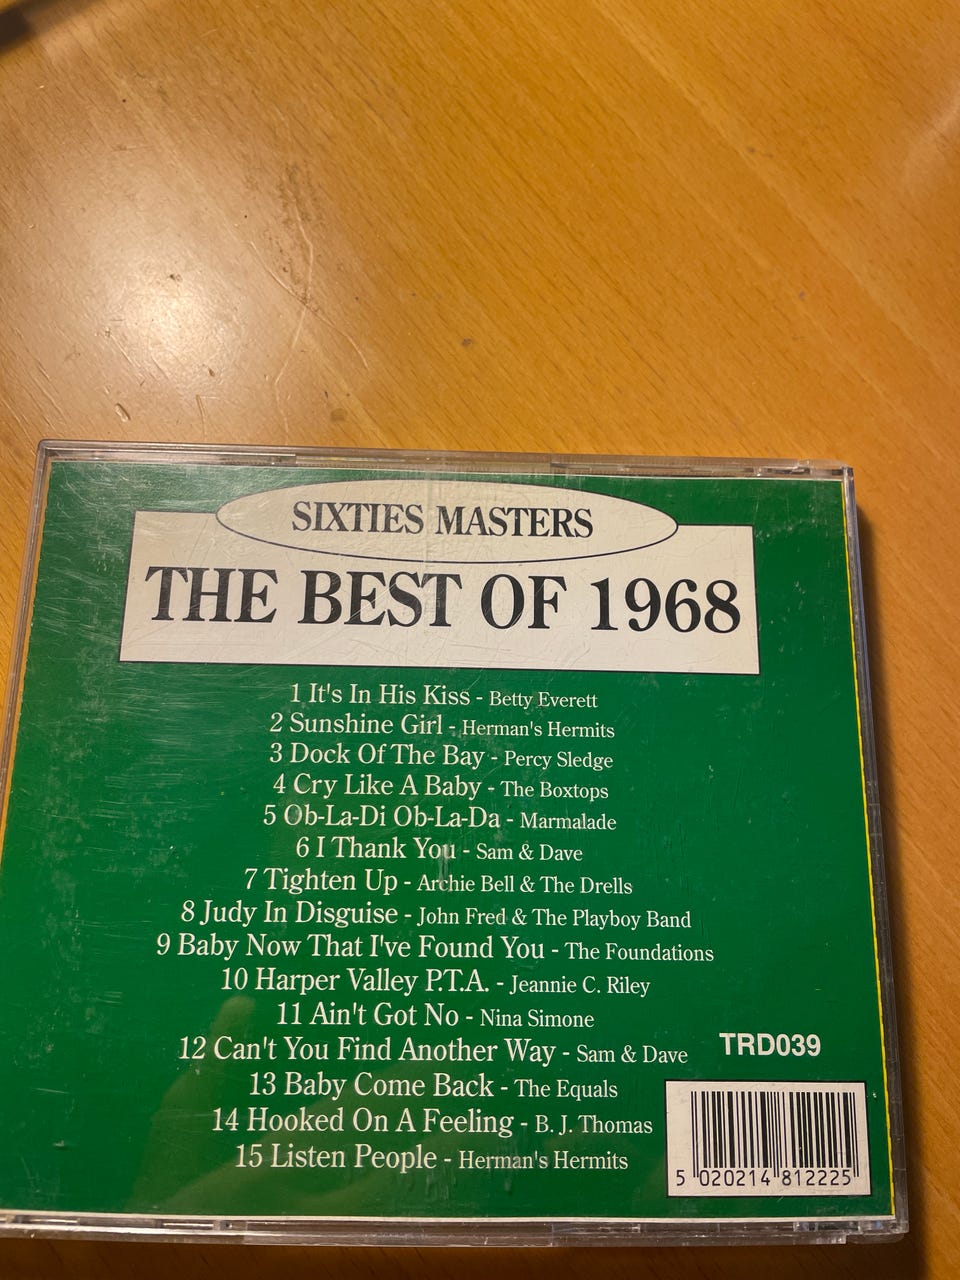 SIXTIES MASTERS
THE BEST OF 1968
1 It's In His Kiss - Betty Everett
2 Sunshine Girl - Herman's Hermits
3 Dock Of The Bay - Percy Sledge
4 Cry Like A Baby - The Boxtops
5 Ob-La-Di Ob-La-Da - Marmalade
6 I Thank You - Sam & Dave
7 Tighten Up - Archie Bell & The Drells
8 Judy In Disguise - John Fred & The Playboy Band
9 Baby Now That I've Found You - The Foundations
10 Harper Valley P.T.A. - Jeannie C. Riley
11 Ain't Got No - Nina Simone
12 Can't You Find Another Way - Sam & Dave
TRD039
13 Baby Come Back - The Equals
14 Hooked On A Feeling - B. J. Thomas
15 Listen People - Herman's Hermits
5 020214 812225